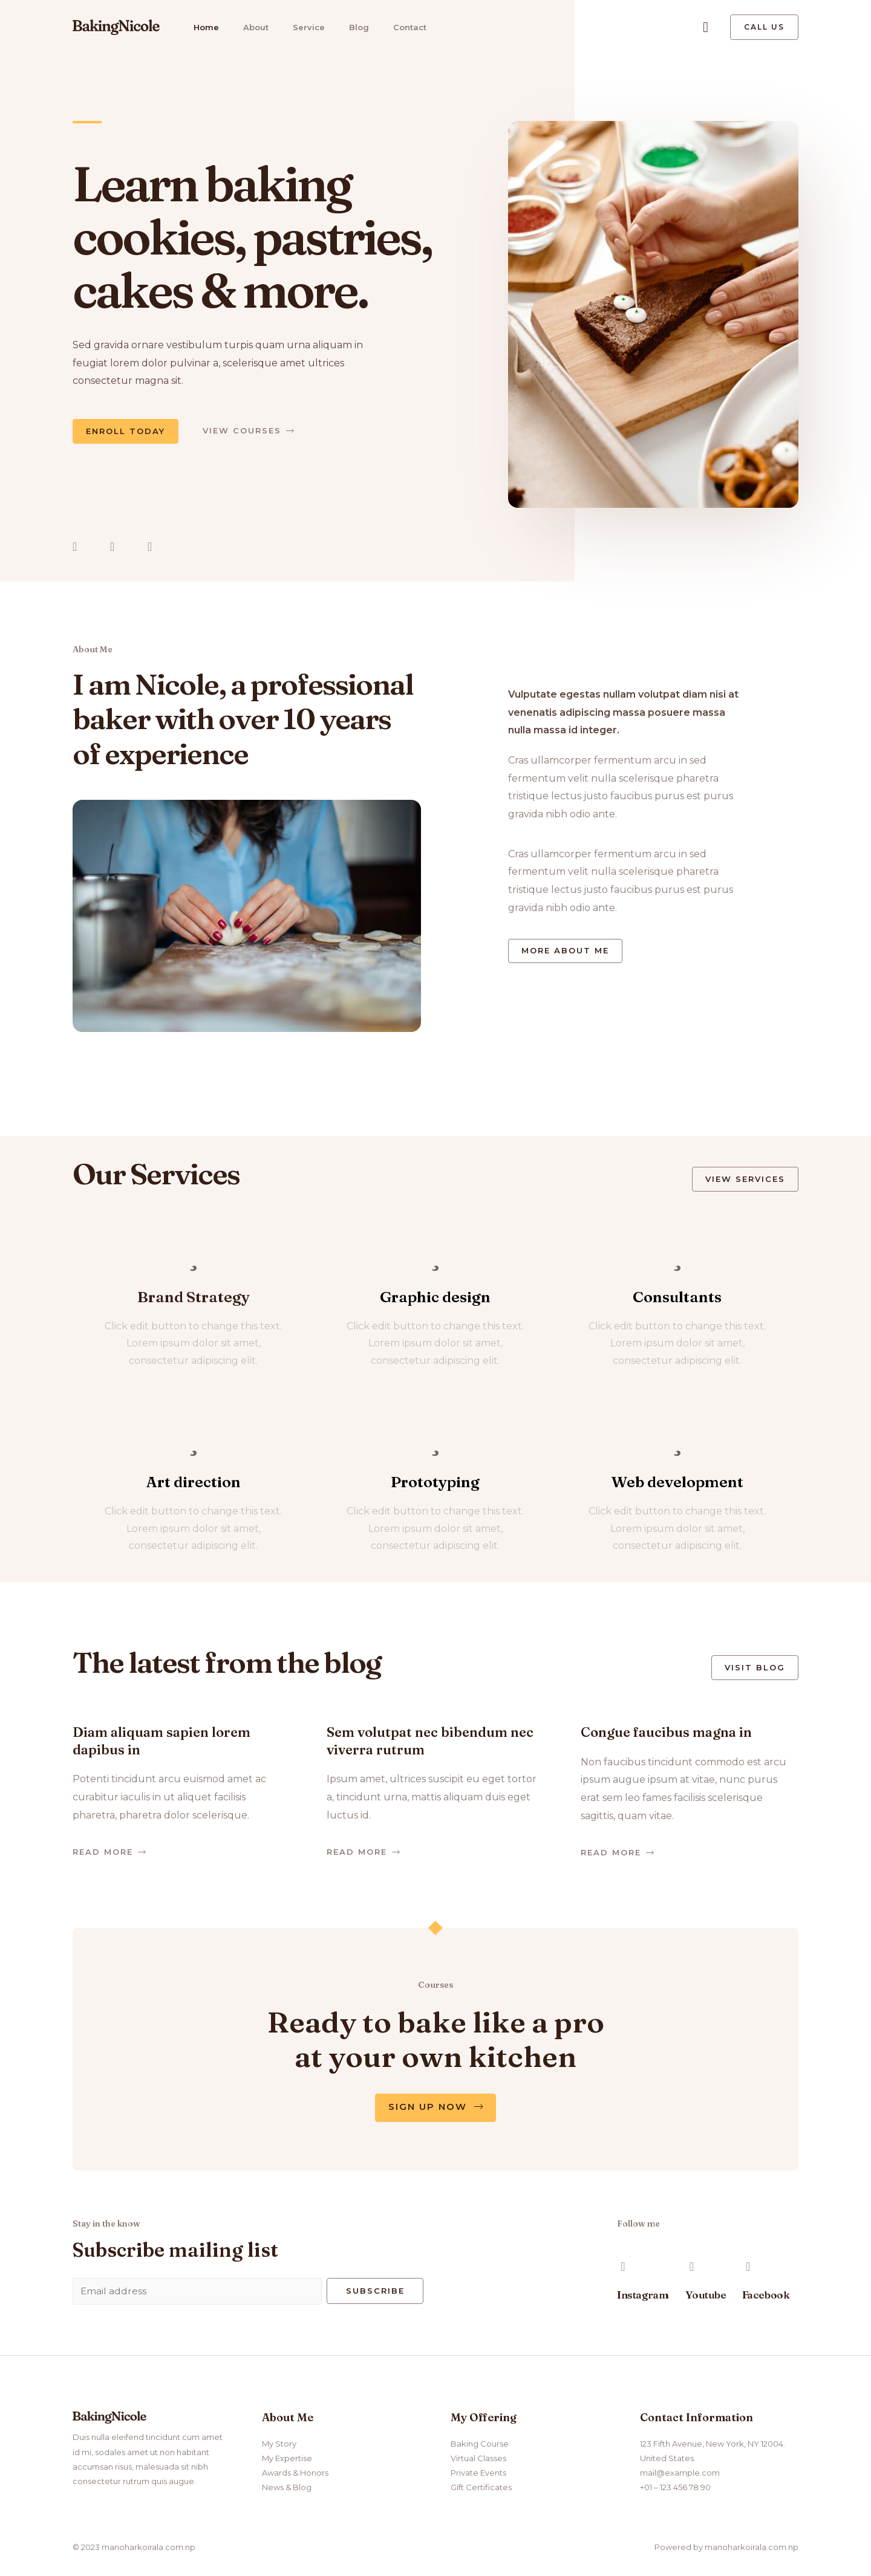 BakingNicole
Home
About
Service
Blog
Contact
CALL US
Learn baking
cookies, pastries,
cakes & more.
Sed gravida ornare vestibulum turpis quam urna aliquam in
feugiat lorem dolor pulvinar a, scelerisque amet ultrices
consectetur magna sit.
ENROLL TODAY
VIEW COURSES
About Me
I am Nicole, a professional
baker with over 10 years
of experience
Vulputate egestas nullam volutpat diam nisi at
venenatis adipiscing massa posuere massa
nulla massa id integer.
Cras ullamcorper fermentum arcu in sed
fermentum velit nulla scelerisque pharetra
tristique lectus justo faucibus purus est purus
gravida nibh odio ante.
Cras ullamcorper fermentum arcu in sed
fermentum velit nulla scelerisque pharetra
tristique lectus justo faucibus purus est purus
gravida nibh odio ante.
MORE ABOUT ME
Our Services
VIEW SERVICES
Brand Strategy
Click edit button to change this text.
Lorem ipsum dolor sit amet,
consectetur adipiscing elit.
Graphic design
Click edit button to change this text.
Lorem ipsum dolor sit amet,
consectetur adipiscing elit.
Consultants
Click edit button to change this text.
Lorem ipsum dolor sit amet,
consectetur adipiscing elit.
Art direction
Click edit button to change this text.
Lorem ipsum dolor sit amet,
consectetur adipiscing elit.
Prototyping
Click edit button to change this text.
Lorem ipsum dolor sit amet,
consectetur adipiscing elit.
Web development
Click edit button to change this text.
Lorem ipsum dolor sit amet,
consectetur adipiscing elit.
The latest from the blog
VISIT BLOG
Diam aliquam sapien lorem
dapibus in
Potenti tincidunt arcu euismod amet ac
curabitur iaculis in ut aliquet facilisis
pharetra, pharetra dolor scelerisque.
READ MORE
Sem volutpat nec bibendum nec
viverra rutrum
Ipsum amet, ultrices suscipit eu eget tortor
a, tincidunt urna, mattis aliquam duis eget
luctus id.
READ MORE
Congue faucibus magna in
Non faucibus tincidunt commodo est arcu
ipsum augue ipsum at vitae, nunc purus
erat sem leo fames facilisis scelerisque
sagittis, quam vitae.
READ MORE
Courses
Ready to bake like a pro
at your own kitchen
SIGN UP NOW
Stay in the know
Subscribe mailing list
Email address
SUBSCRIBE
Follow me
Instagram
Youtube
Facebook
BakingNicole
Duis nulla eleifend tincidunt cum amet
id mi, sodales amet ut non habitant
accumsan risus, malesuada sit nibh
consectetur rutrum quis augue.
About Me
My Story
My Expertise
Awards & Honors
News & Blog
My Offering
Baking Course
Virtual Classes
Private Events
Gift Certificates
Contact Information
123 Fifth Avenue, New York, NY 12004.
United States.
mail@example.com
+01 – 123 456 78 90
© 2023 manoharkoirala.com.np
Powered by manoharkoirala.com.np